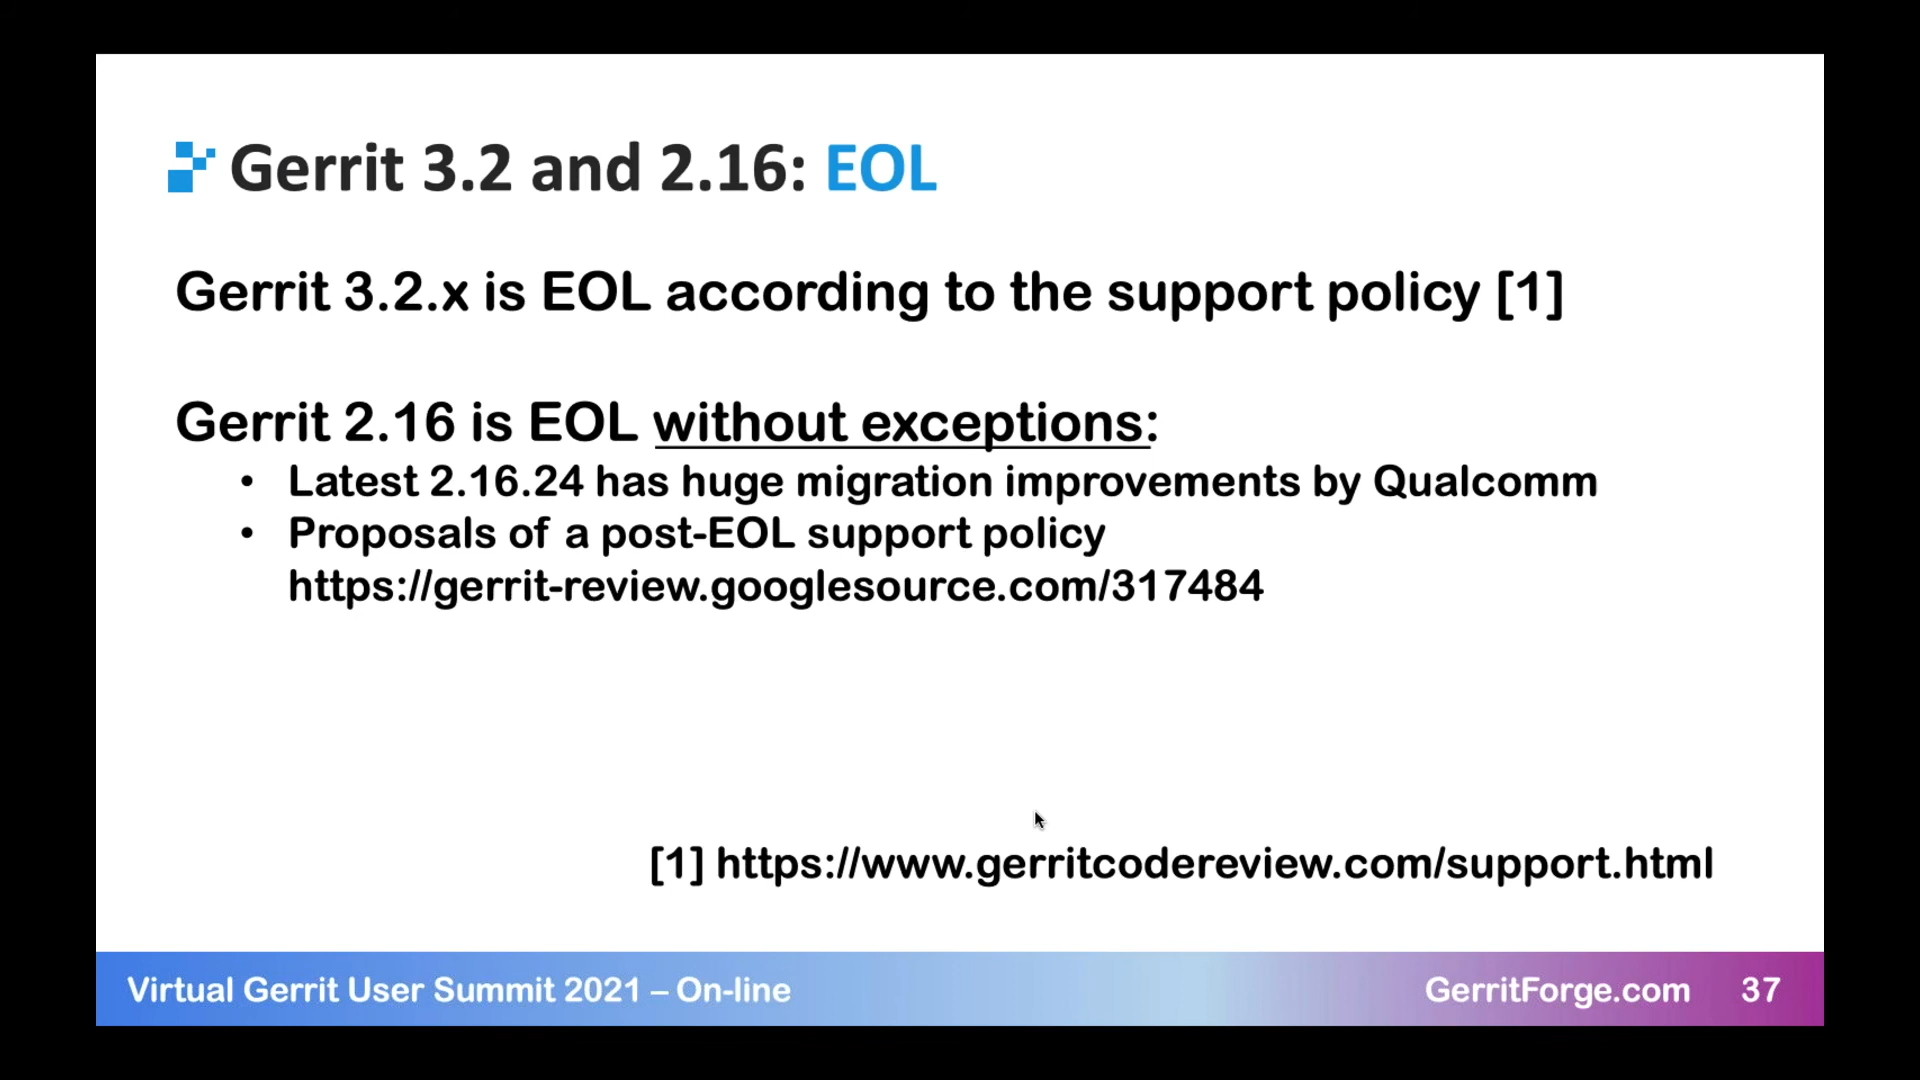 Gerrit 3.2 and 2.16: EOL
Gerrit 3.2.x is EOL according to the support policy [1]
Gerrit 2.16 is EOL without exceptions:
• Latest 2.16.24 has huge migration improvements by Qualcomm
• Proposals of a post-EOL support policy
https://gerrit-review.googlesource.com/317484
[1] https://www.gerritcodereview.com/support.html
Virtual Gerrit User Summit 2021 – On-line GerritForge.com 37